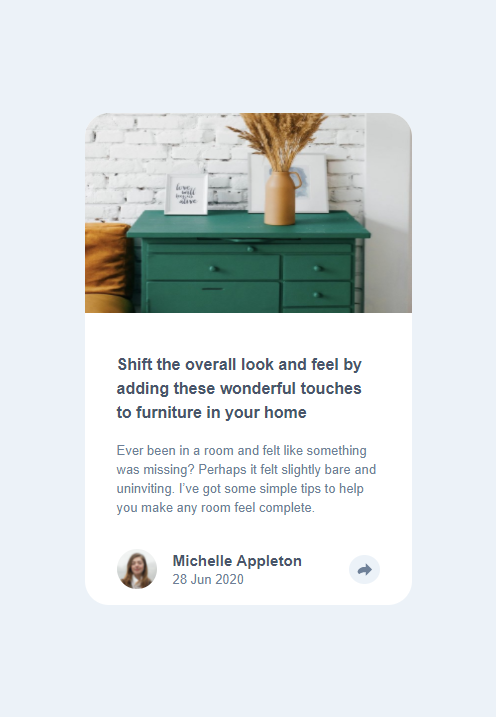 love
will
Shift the overall look and feel by
adding these wonderful touches
to furniture in your home
Ever been in a room and felt like something
was missing? Perhaps it felt slightly bare and
uninviting. I’ve got some simple tips to help
you make any room feel complete.
Michelle Appleton
28 Jun 2020